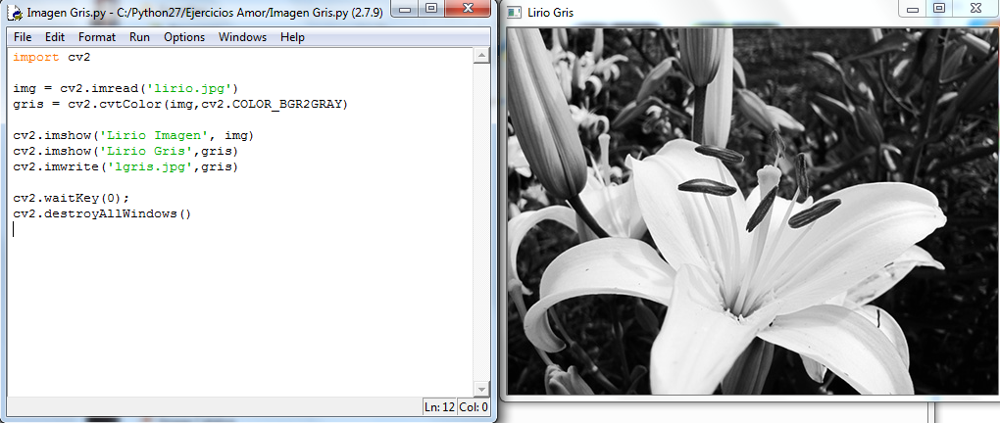 Imagen Gris.py - C:/Python27/Ejercicios Amor/Imagen Gris.py (2.7.9)
File Edit Format Run Options Windows Help
import cv2
img = cv2.imread('lirio.jpg')
gris = cv2.cvtColor(img,cv2.COLOR_BGR2GRAY)
cv2.imshow('Lirio Imagen', img)
cv2.imshow('Lirio Gris',gris)
cv2.imwrite('lgris.jpg',gris)
cv2.waitKey(0);
cv2.destroyAllWindows()
Ln: 12 Col: 0
Lirio Gris